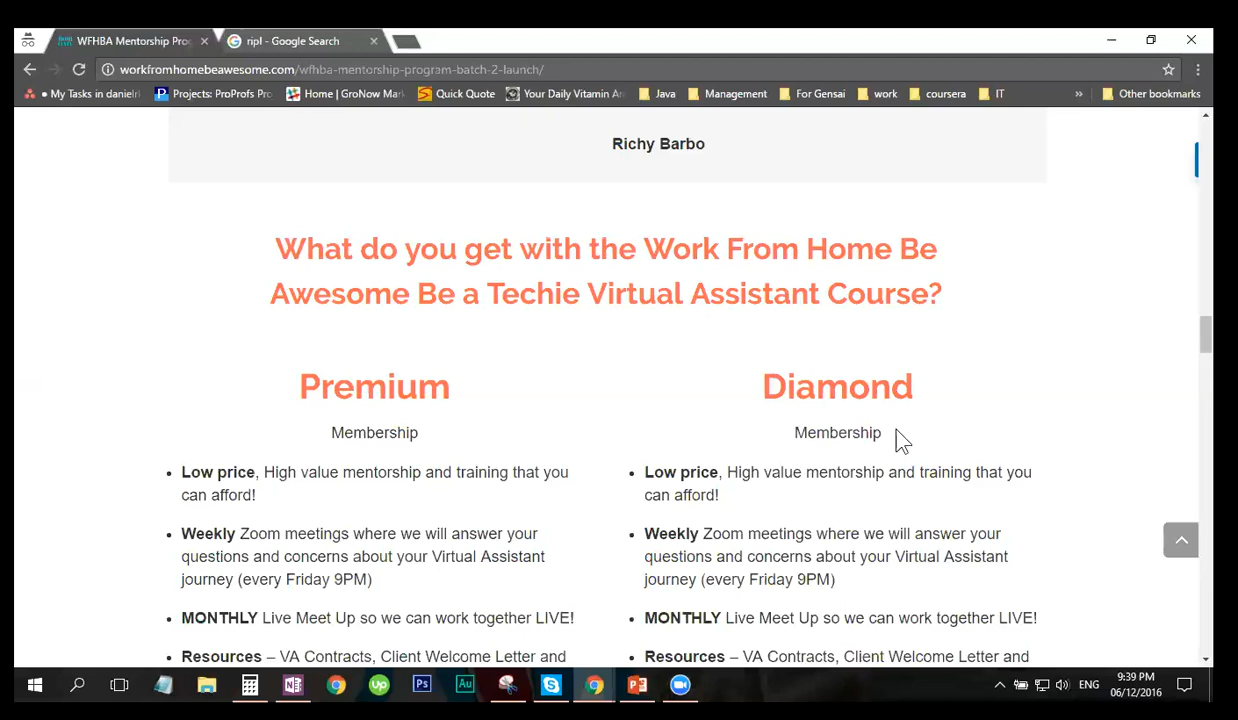 WFHBA Mentorship Pro
ripl - Google Search
workfromhomebeawesome.com/wfhba-mentorship-program-batch-2-launch/
• My Tasks in danielr
Projects: ProProfs Pro
Home | GroNow Mark
Quick Quote
Your Daily Vitamin An
Java
Management
For Gensai
work
coursera
IT
»
Other bookmarks
Richy Barbo
What do you get with the Work From Home Be
Awesome Be a Techie Virtual Assistant Course?
Premium
Membership
• Low price, High value mentorship and training that you
can afford!
• Weekly Zoom meetings where we will answer your
questions and concerns about your Virtual Assistant
journey (every Friday 9PM)
• MONTHLY Live Meet Up so we can work together LIVE!
• Resources – VA Contracts, Client Welcome Letter and
Diamond
Membership
• Low price, High value mentorship and training that you
can afford!
• Weekly Zoom meetings where we will answer your
questions and concerns about your Virtual Assistant
journey (every Friday 9PM)
• MONTHLY Live Meet Up so we can work together LIVE!
• Resources – VA Contracts, Client Welcome Letter and
ENG
9:39 PM
06/12/2016